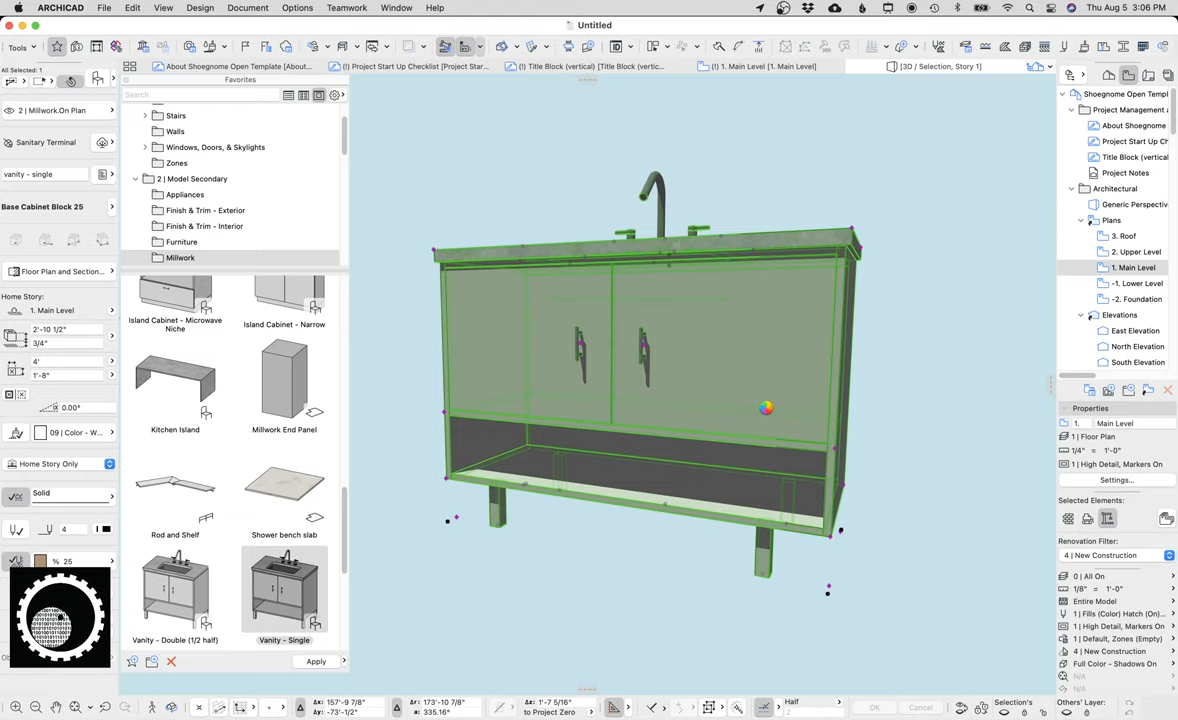 ARCHICAD File Edit View Design Document Options Teamwork Window Help
Thu Aug 5 3:06 PM
Untitled
Tools
All Selected: 1
About Shoegnome Open Template [About...
(!) Project Start Up Checklist [Project Star...
(!) Title Block (vertical) [Title Block (vertic...
(!) 1. Main Level [1. Main Level]
[3D / Selection, Story 1]
Favorites
Search
2 | Millwork.On Plan
Sanitary Terminal
vanity - single
Base Cabinet Block 25
Floor Plan and Section...
Home Story:
1. Main Level
2'-10 1/2"
3/4"
4'
1'-8"
0.00°
09 | Color - W...
Home Story Only
Solid
4
% 25
Stairs
Walls
Windows, Doors, & Skylights
Zones
2 | Model Secondary
Appliances
Finish & Trim - Exterior
Finish & Trim - Interior
Furniture
Millwork
Island Cabinet - Microwave Niche
Island Cabinet - Narrow
Kitchen Island
Millwork End Panel
Rod and Shelf
Shower bench slab
Vanity - Double (1/2 half)
Vanity - Single
Apply
Shoegnome Open Templ
Project Management a
About Shoegnome
Project Start Up Ch
Title Block (vertica
Project Notes
Architectural
Generic Perspectiv
Plans
3. Roof
2. Upper Level
1. Main Level
-1. Lower Level
-2. Foundation
Elevations
East Elevation
North Elevation
South Elevation
Properties
1. Main Level
1 | Floor Plan
1/4" = 1'-0"
1 | High Detail, Markers On
Settings...
Selected Elements:
Renovation Filter:
4 | New Construction
0 | All On
1/8" = 1'-0"
Entire Model
1 | Fills (Color) Hatch (On)...
1 | High Detail, Markers On
1 | Default, Zones (Empty)
4 | New Construction
Full Color - Shadows On
N/A
N/A
Δx: 157'-9 7/8"
Δy: -73'-1/2"
Δr: 173'-10 7/8"
a: 335.16°
Δz: 1'-7 5/16"
to Project Zero
Half
2
OK
Cancel
Selection's
Others' Layer: